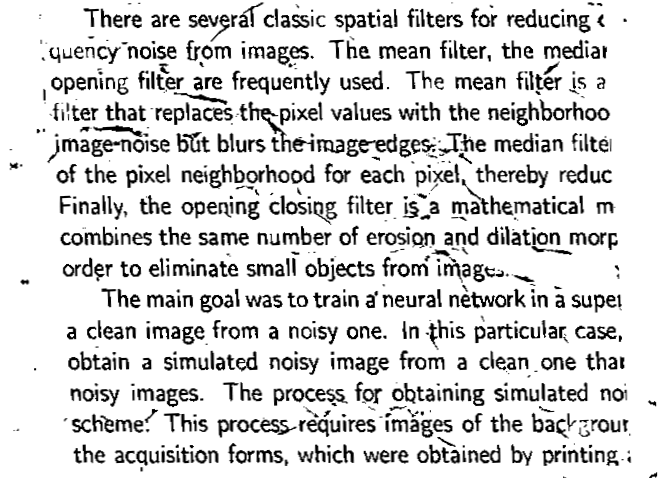 There are several classic spatial filters for reducing
quency noise from images. The mean filter, the median
opening filter are frequently used. The mean filter is a
filter that replaces the pixel values with the neighborhoo
image noise but blurs the image edges. The median filte
of the pixel neighborhood for each pixel, thereby reduc
Finally, the opening closing filter is a mathematical m
combines the same number of erosion and dilation morp
order to eliminate small objects from images.
The main goal was to train a neural network in a super
a clean image from a noisy one. In this particular case,
obtain a simulated noisy image from a clean one than
noisy images. The process for obtaining simulated noi
scheme. This process requires images of the backgroun
the acquisition forms, which were obtained by printing